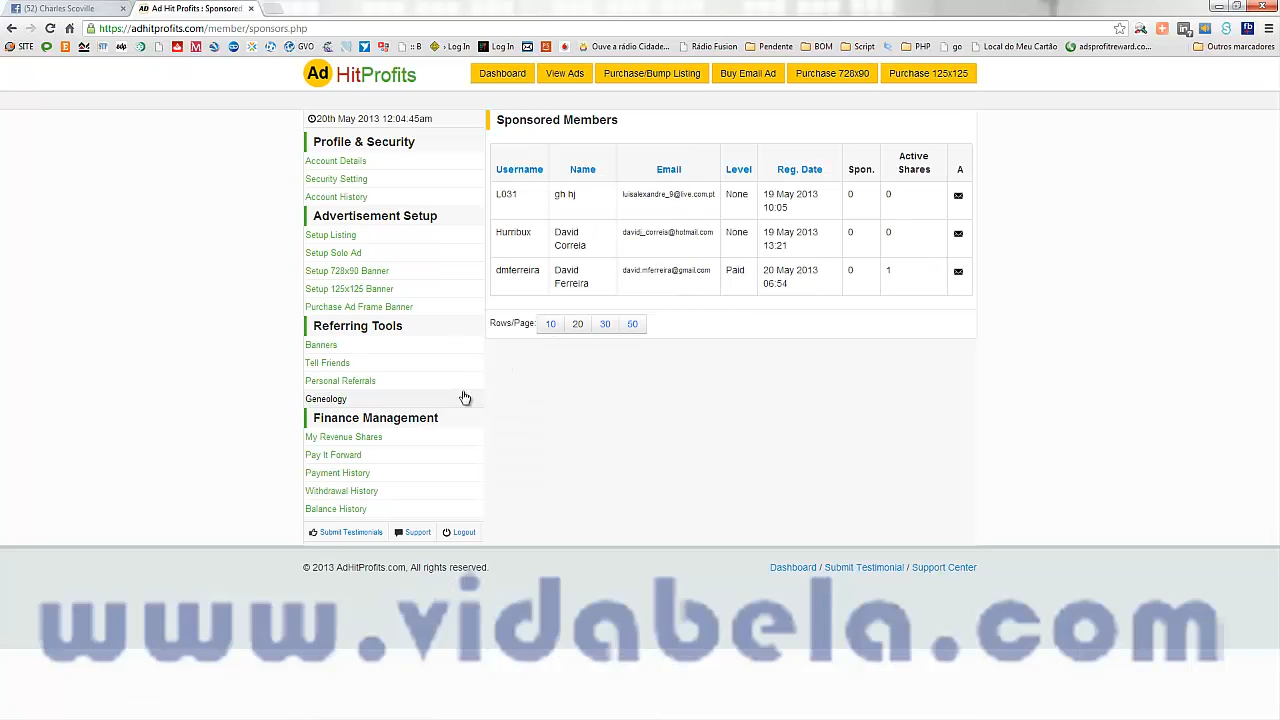 (52) Charles Scoville
Ad Hit Profits : Sponsored
https://adhitprofits.com/member/sponsors.php
SITE
GVO
:: B
Log In
Log In
Ouve a rádio Cidade...
Rádio Fusion
Pendente
BOM
Script
PHP
go
Local do Meu Cartão
adsprofitreward.co...
Outros marcadores
Ad HitProfits
Dashboard
View Ads
Purchase/Bump Listing
Buy Email Ad
Purchase 728x90
Purchase 125x125
20th May 2013 12:04:45am
Profile & Security
Account Details
Security Setting
Account History
Advertisement Setup
Setup Listing
Setup Solo Ad
Setup 728x90 Banner
Setup 125x125 Banner
Purchase Ad Frame Banner
Referring Tools
Banners
Tell Friends
Personal Referrals
Geneology
Finance Management
My Revenue Shares
Pay It Forward
Payment History
Withdrawal History
Balance History
Submit Testimonials
Support
Logout
Sponsored Members
Username Name Email Level Reg. Date Spon. Active Shares A
L031 gh hj luisalexandre_9@live.com.pt None 19 May 2013 10:05 0 0
Hurribux David Correia davidj_correia@hotmail.com None 19 May 2013 13:21 0 0
dmferreira David Ferreira david.mferreira@gmail.com Paid 20 May 2013 06:54 0 1
Rows/Page: 10 20 30 50
© 2013 AdHitProfits.com, All rights reserved.
Dashboard / Submit Testimonial / Support Center
www.vidabela.com